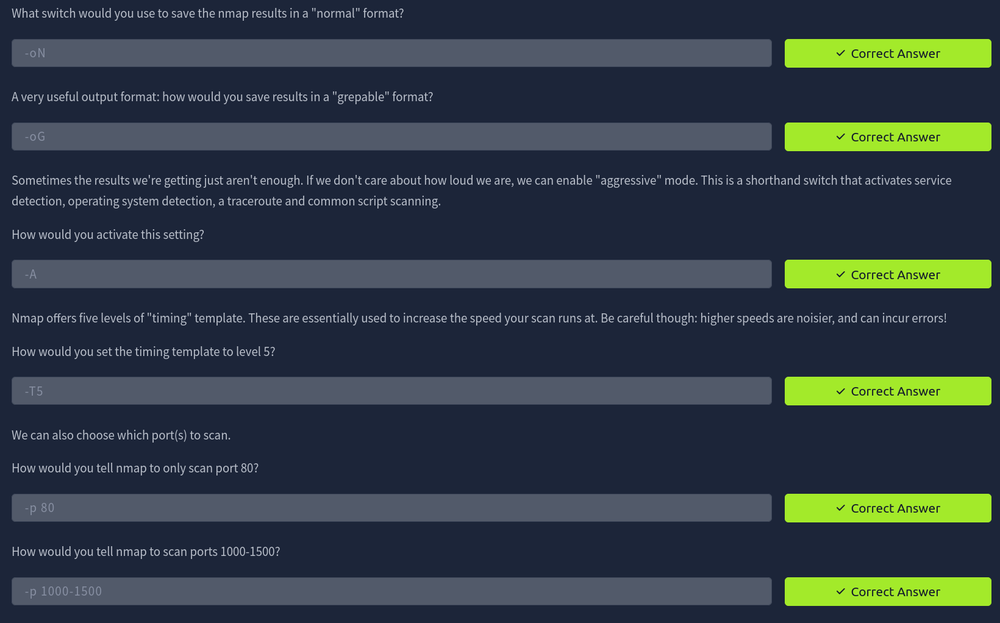 What switch would you use to save the nmap results in a "normal" format?
-oN
✓ Correct Answer
A very useful output format: how would you save results in a "grepable" format?
-oG
✓ Correct Answer
Sometimes the results we're getting just aren't enough. If we don't care about how loud we are, we can enable "aggressive" mode. This is a shorthand switch that activates service
detection, operating system detection, a traceroute and common script scanning.
How would you activate this setting?
-A
✓ Correct Answer
Nmap offers five levels of "timing" template. These are essentially used to increase the speed your scan runs at. Be careful though: higher speeds are noisier, and can incur errors!
How would you set the timing template to level 5?
-T5
✓ Correct Answer
We can also choose which port(s) to scan.
How would you tell nmap to only scan port 80?
-p 80
✓ Correct Answer
How would you tell nmap to scan ports 1000-1500?
-p 1000-1500
✓ Correct Answer